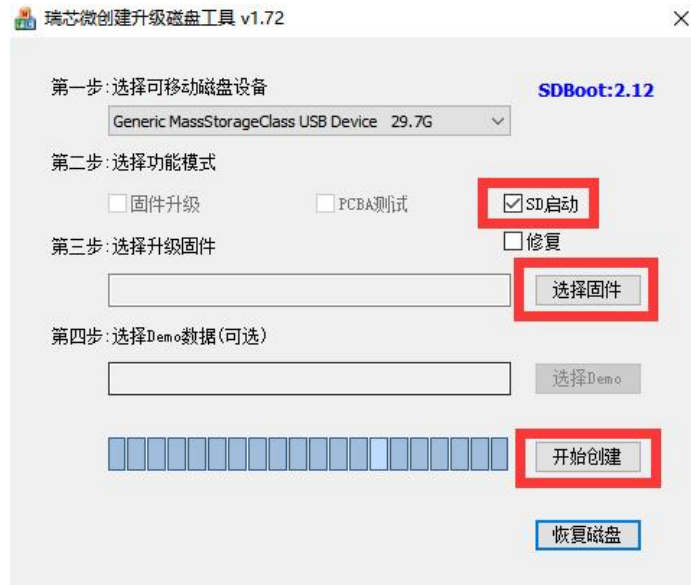 瑞芯微创建升级磁盘工具 v1.72
第一步:选择可移动磁盘设备
SDBoot:2.12
Generic MassStorageClass USB Device 29.7G
第二步:选择功能模式
固件升级
PCBA测试
SD启动
第三步:选择升级固件
修复
选择固件
第四步:选择Demo数据(可选)
选择Demo
开始创建
恢复磁盘